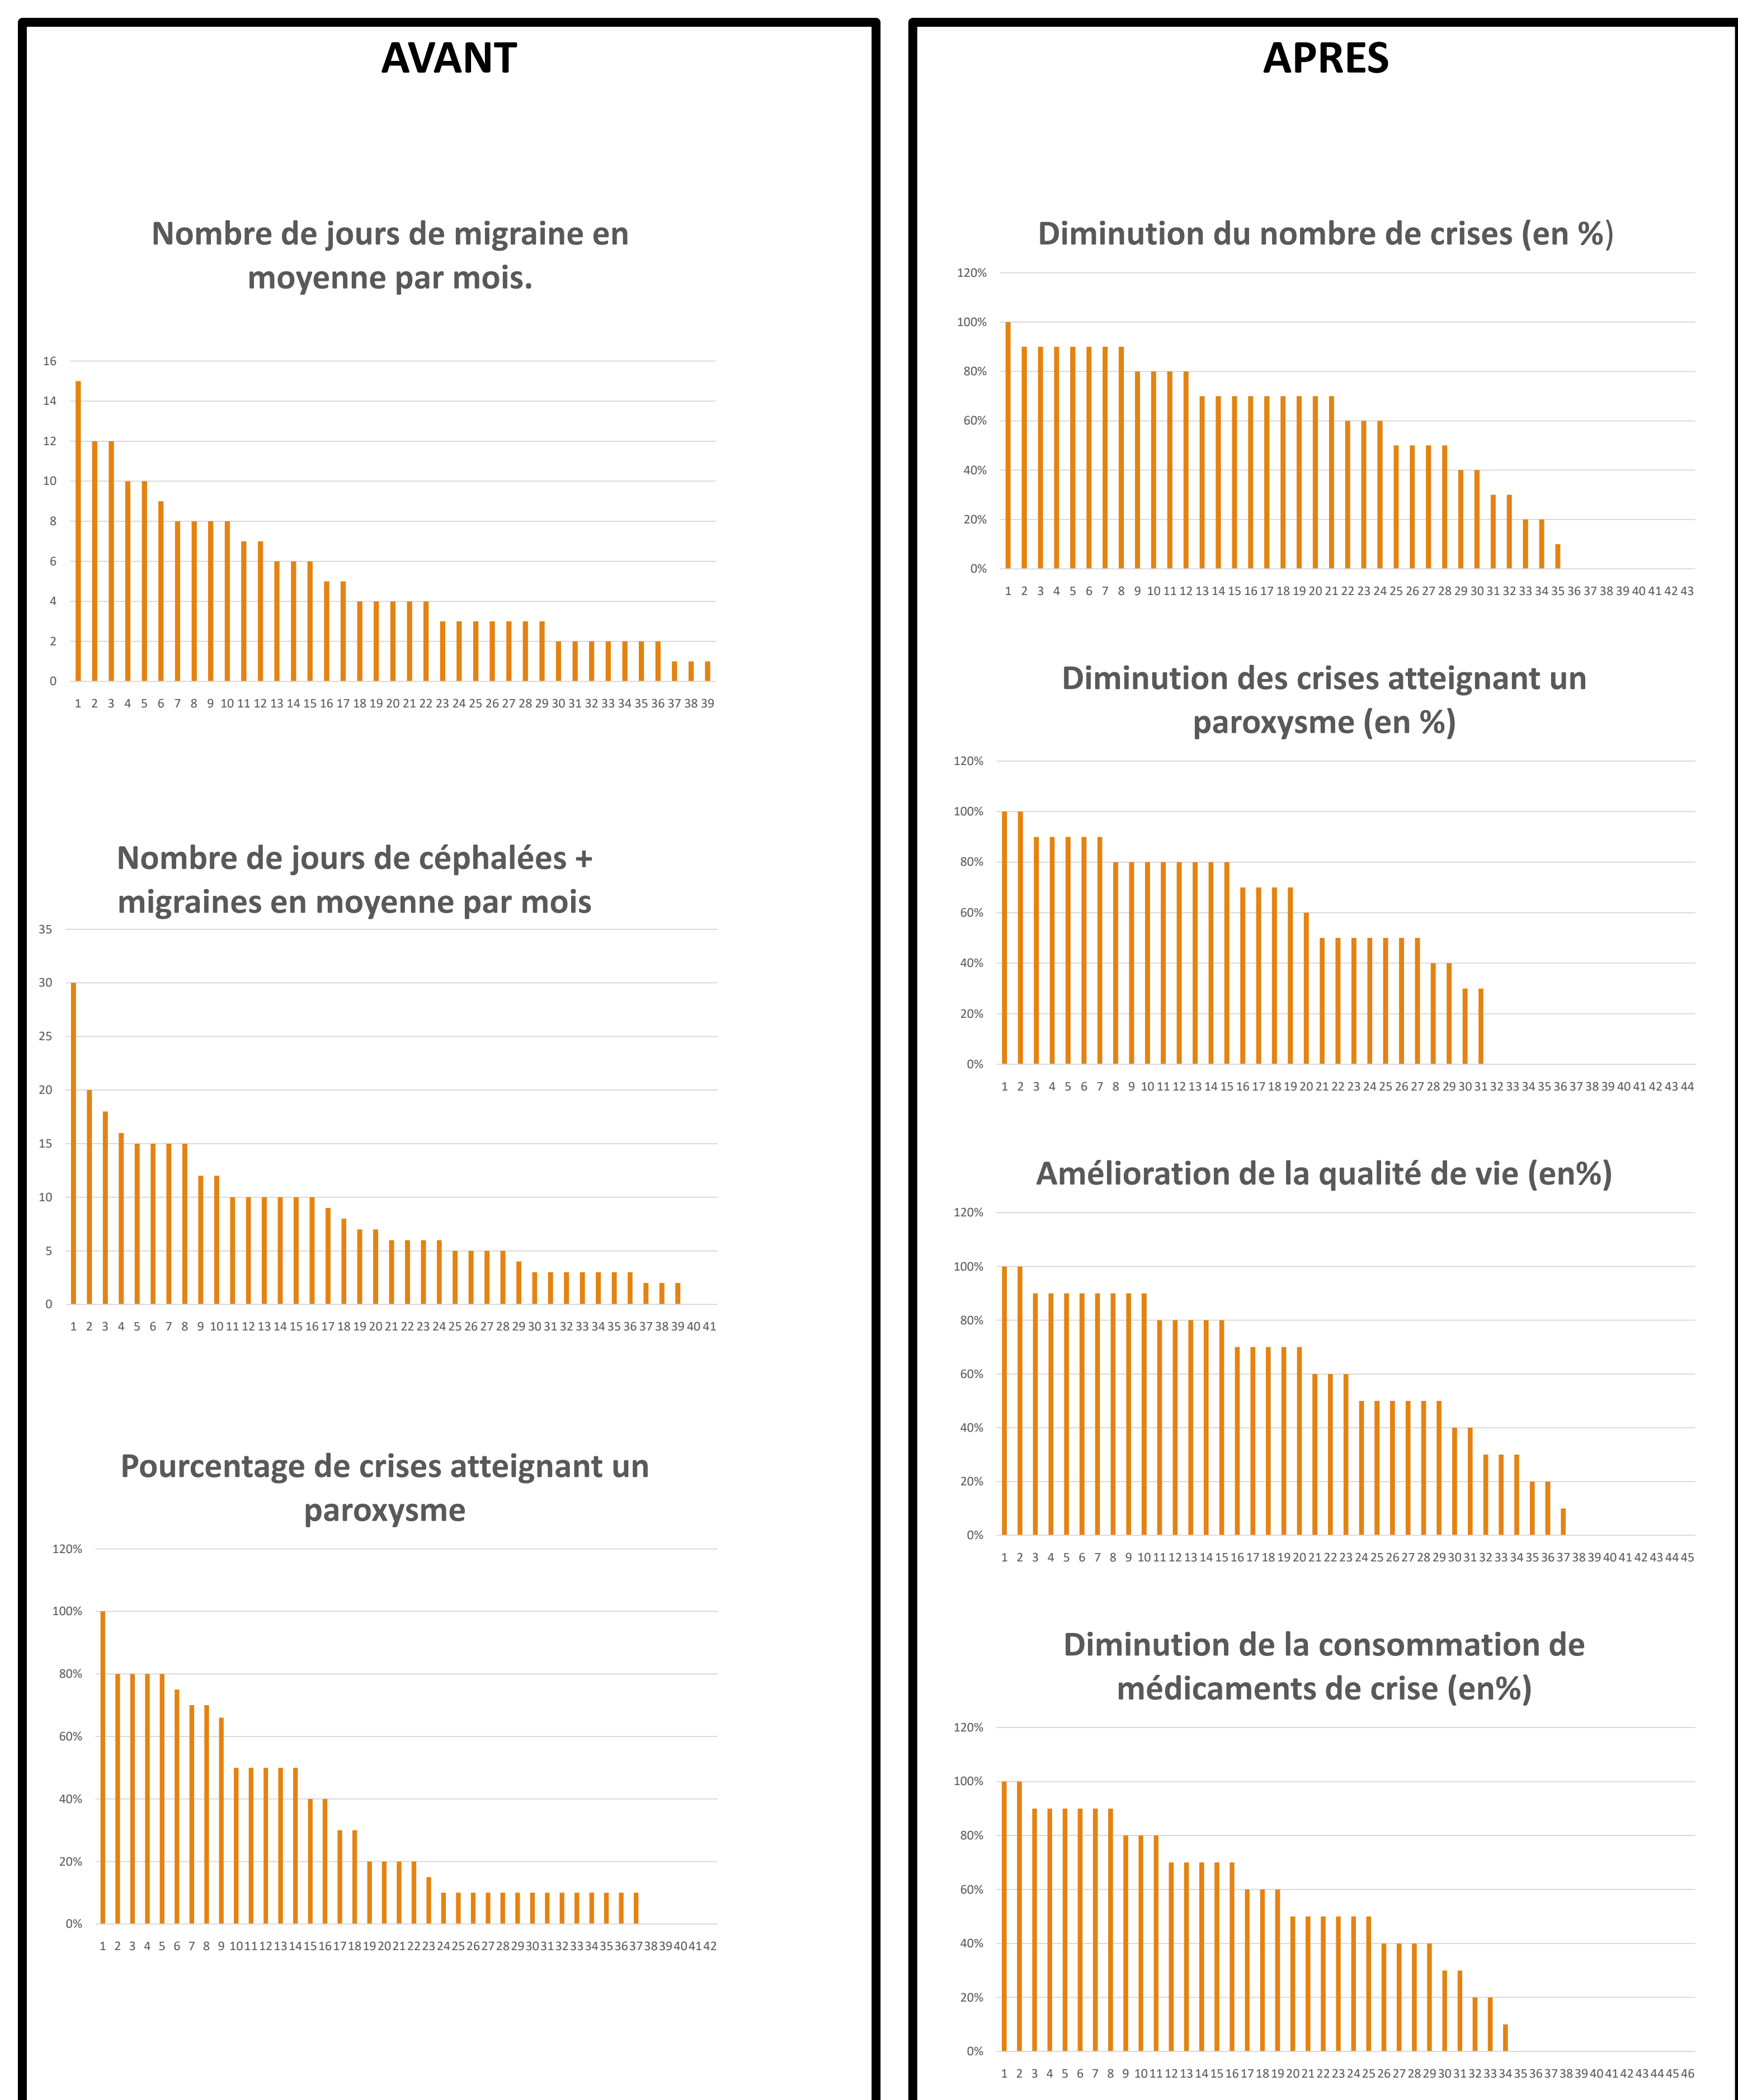 AVANT
Nombre de jours de migraine en
moyenne par mois.
16
14
12
10
8
6
4
2
0
1 2 3 4 5 6 7 8 9 10 11 12 13 14 15 16 17 18 19 20 21 22 23 24 25 26 27 28 29 30 31 32 33 34 35 36 37 38 39
Nombre de jours de céphalées +
migraines en moyenne par mois
35
30
25
20
15
10
5
0
1 2 3 4 5 6 7 8 9 10 11 12 13 14 15 16 17 18 19 20 21 22 23 24 25 26 27 28 29 30 31 32 33 34 35 36 37 38 39 40 41
Pourcentage de crises atteignant un
paroxysme
120%
100%
80%
60%
40%
20%
0%
1 2 3 4 5 6 7 8 9 10 11 12 13 14 15 16 17 18 19 20 21 22 23 24 25 26 27 28 29 30 31 32 33 34 35 36 37 38 39 40 41 42
APRES
Diminution du nombre de crises (en %)
120%
100%
80%
60%
40%
20%
0%
1 2 3 4 5 6 7 8 9 10 11 12 13 14 15 16 17 18 19 20 21 22 23 24 25 26 27 28 29 30 31 32 33 34 35 36 37 38 39 40 41 42 43
Diminution des crises atteignant un
paroxysme (en %)
120%
100%
80%
60%
40%
20%
0%
1 2 3 4 5 6 7 8 9 10 11 12 13 14 15 16 17 18 19 20 21 22 23 24 25 26 27 28 29 30 31 32 33 34 35 36 37 38 39 40 41 42 43 44
Amélioration de la qualité de vie (en%)
120%
100%
80%
60%
40%
20%
0%
1 2 3 4 5 6 7 8 9 10 11 12 13 14 15 16 17 18 19 20 21 22 23 24 25 26 27 28 29 30 31 32 33 34 35 36 37 38 39 40 41 42 43 44 45
Diminution de la consommation de
médicaments de crise (en%)
120%
100%
80%
60%
40%
20%
0%
1 2 3 4 5 6 7 8 9 10 11 12 13 14 15 16 17 18 19 20 21 22 23 24 25 26 27 28 29 30 31 32 33 34 35 36 37 38 39 40 41 42 43 44 45 46